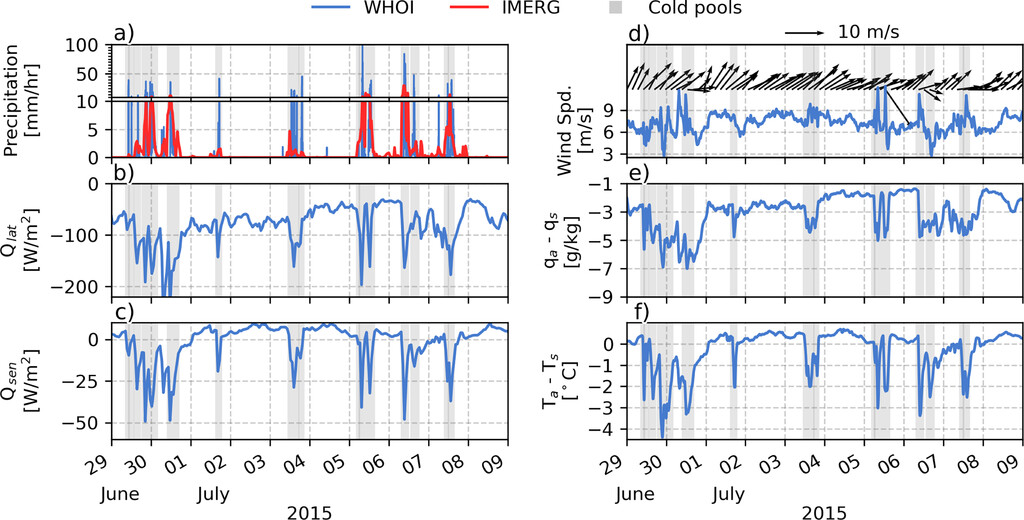 WHOI IMERG Cold pools
a)
Precipitation
[mm/hr]
100
50
10
5
0
b)
Q_lat
[W/m²]
0
−100
−200
c)
Q_sen
[W/m²]
0
−25
−50
29 30 01 02 03 04 05 06 07 08 09
June July
2015
d)
10 m/s
Wind Spd.
[m/s]
9
6
3
e)
q_a - q_s
[g/kg]
−1
−3
−5
−7
−9
f)
T_a - T_s
[°C]
0
−1
−2
−3
−4
29 30 01 02 03 04 05 06 07 08 09
June July
2015